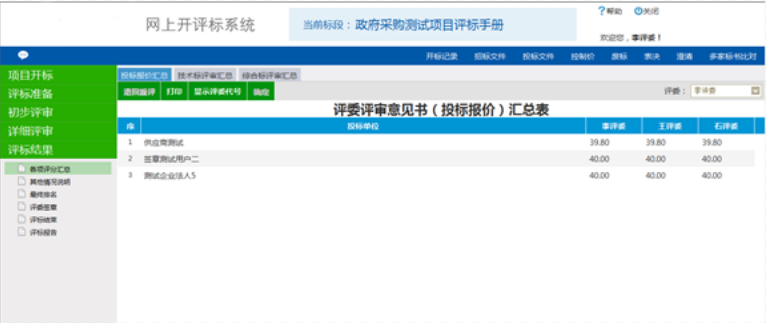 网上开评标系统
当前标段：政府采购测试项目评标手册
?帮助 关闭
欢迎您，李评委！
开标记录 招标文件 投标文件 控制价 废标 表决 澄清 多家标书比对
项目开标
评标准备
初步评审
详细评审
评标结果
各项评分汇总
其他情况说明
最终排名
评委签章
评标结束
评标报告
投标报价汇总 技术标评审汇总 综合标评审汇总
退回重评 打印 显示评委代号 确定
评委： 李评委
评委评审意见书（投标报价）汇总表
序 投标单位 李评委 王评委 石评委
1 供应商测试 39.80 39.80 39.80
2 签章测试用户二 40.00 40.00 40.00
3 测试企业法人5 40.00 40.00 40.00